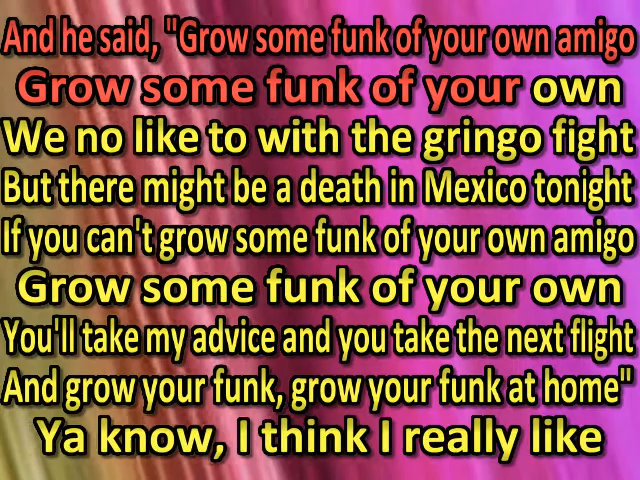 And he said, "Grow some funk of your own amigo
Grow some funk of your own
We no like to with the gringo fight
But there might be a death in Mexico tonight
If you can't grow some funk of your own amigo
Grow some funk of your own
You'll take my advice and you take the next flight
And grow your funk, grow your funk at home"
Ya know, I think I really like